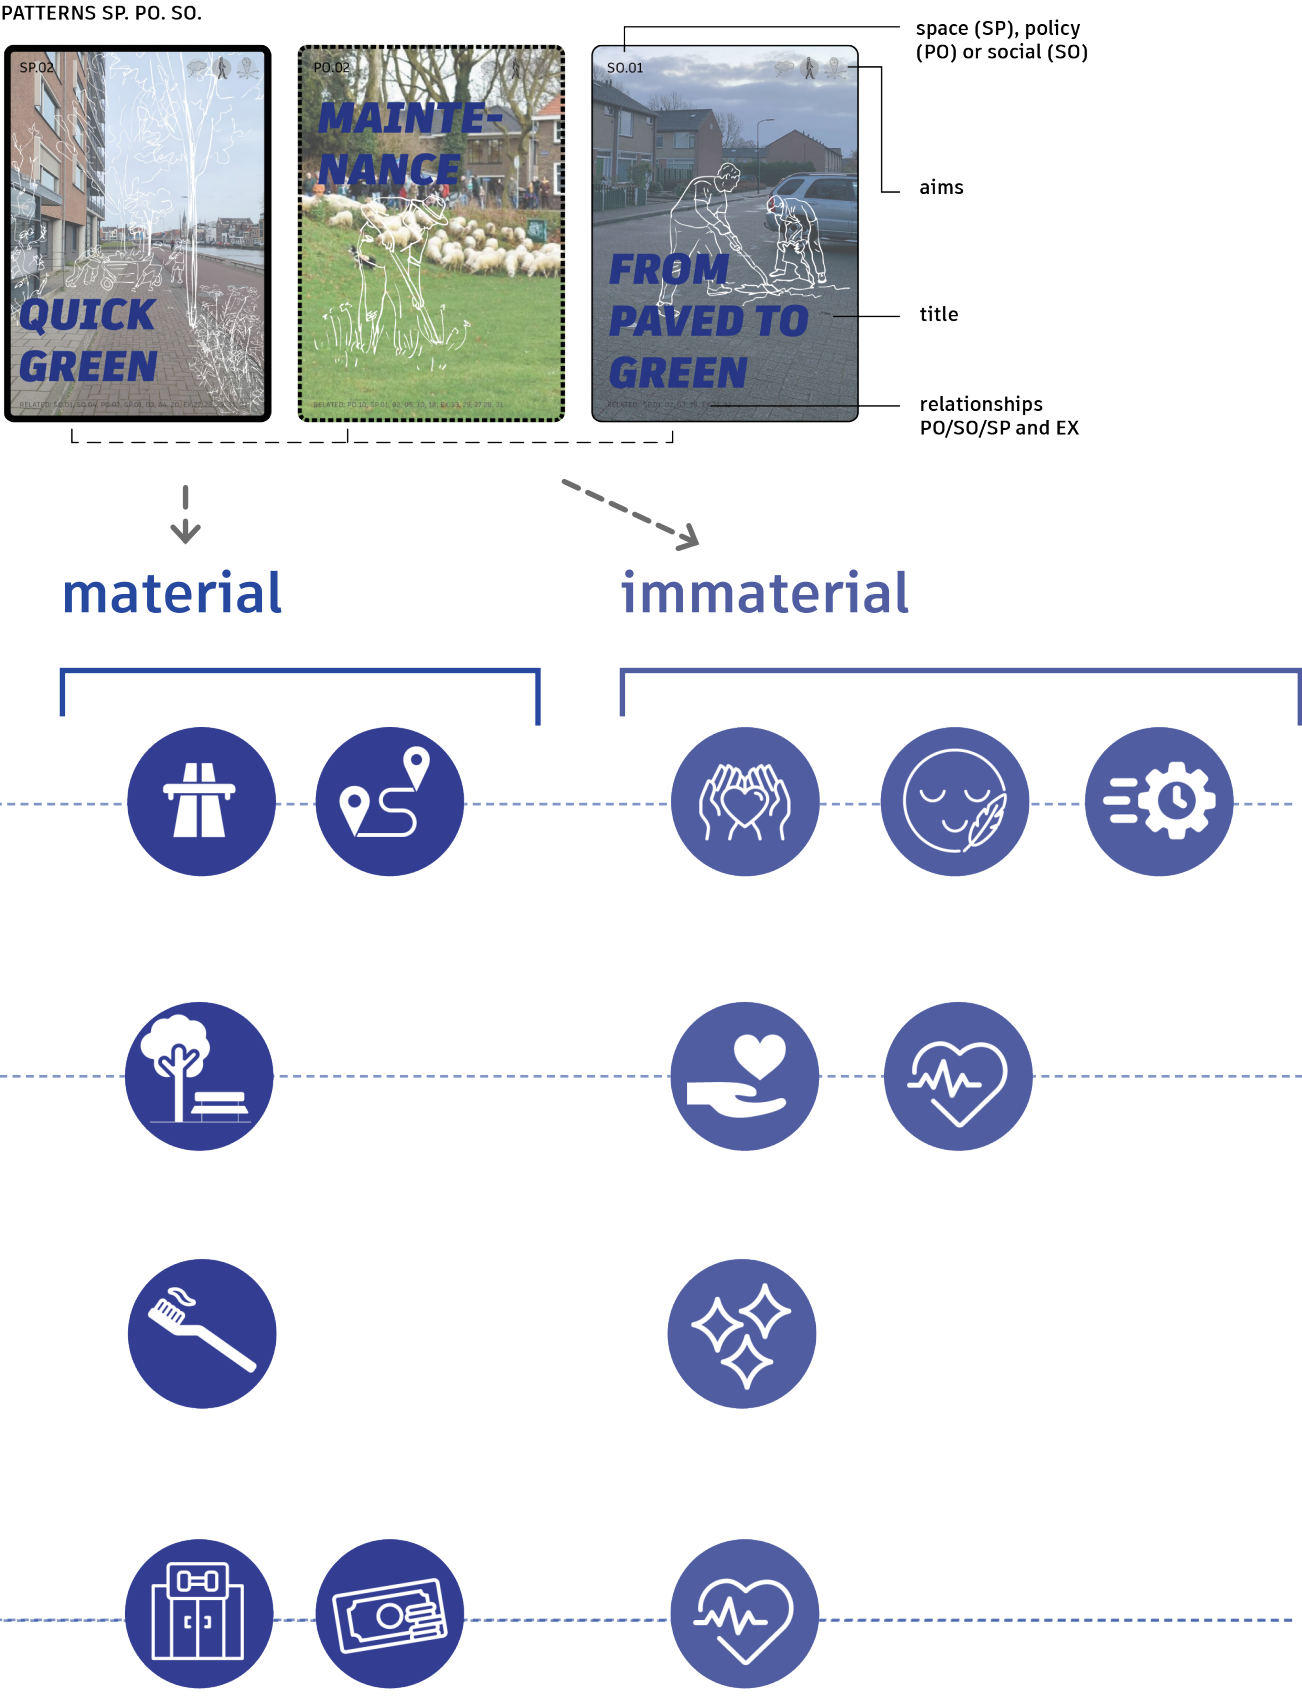 PATTERNS SP. PO. SO.
space (SP), policy
(PO) or social (SO)
SP.02
PO.02
SO.01
MAINTE-
NANCE
aims
FROM
PAVED TO
GREEN
QUICK
GREEN
title
relationships
PO/SO/SP and EX
material
immaterial